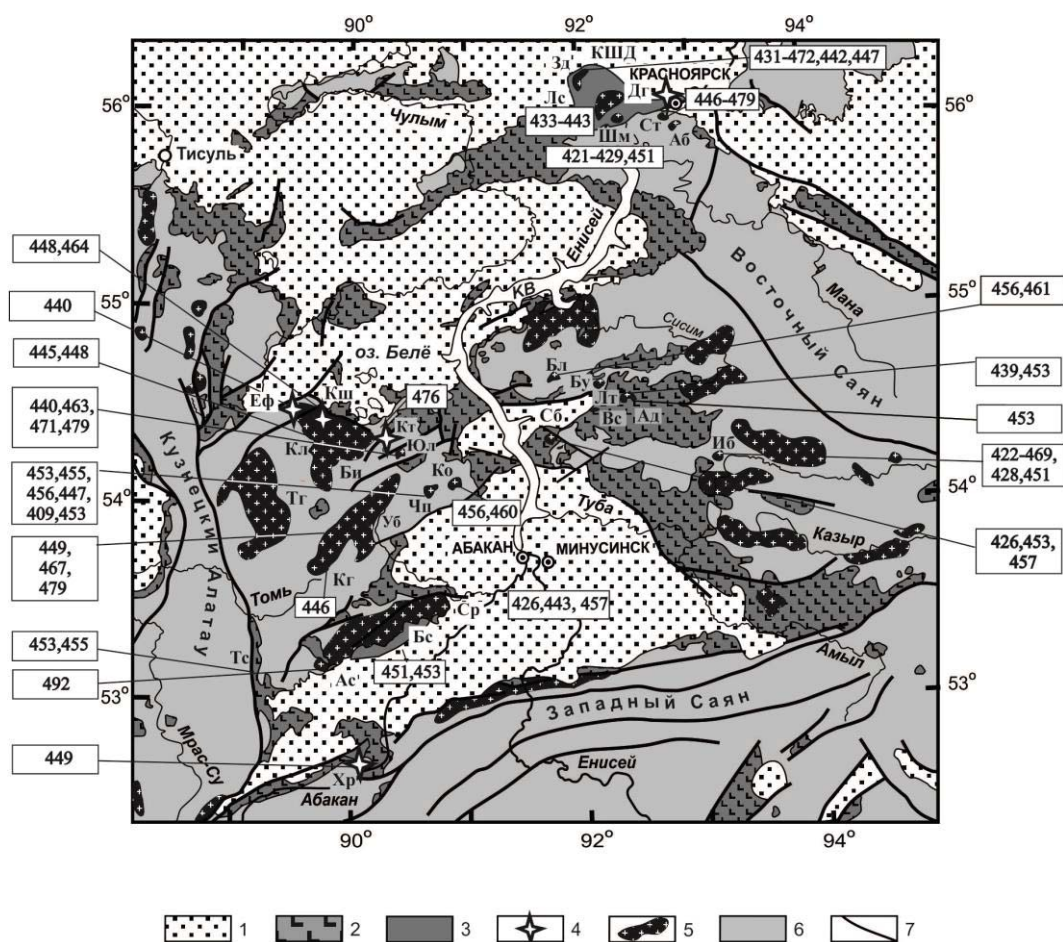 90° 92° 94°
КШД
431-472,442,447
Зд
КРАСНОЯРСК
Дг
446-479
56°
56°
Лс
433-443
Чулым
Шм
Ст
Аб
421-429,451
Тисуль
Енисей
448,464
Восточный Саян
Мана
55°
55°
КВ
456,461
440
Сисим
445,448
оз. Белё
Бл
Бу
439,453
Еф
Кш
476
Лт
453
440,463,
471,479
Кт
Сб
Вс
Ад
Кл
Юл
Иб
422-469,
428,451
Би
Ко
453,455,
456,447,
409,453
Кузнецкий Алатау
Тг
Чц
54°
54°
456,460
Туба
Уб
Казыр
426,453,
457
449,
467,
479
АБАКАН
МИНУСИНСК
Томь
Кг
446
Ср
426,443, 457
453,455
Бс
Тс
Амыл
492
Ас
451,453
53°
53°
Западный Саян
Мрас-Су
449
Хр
Енисей
Абакан
90° 92° 94°
1 2 3 4 5 6 7